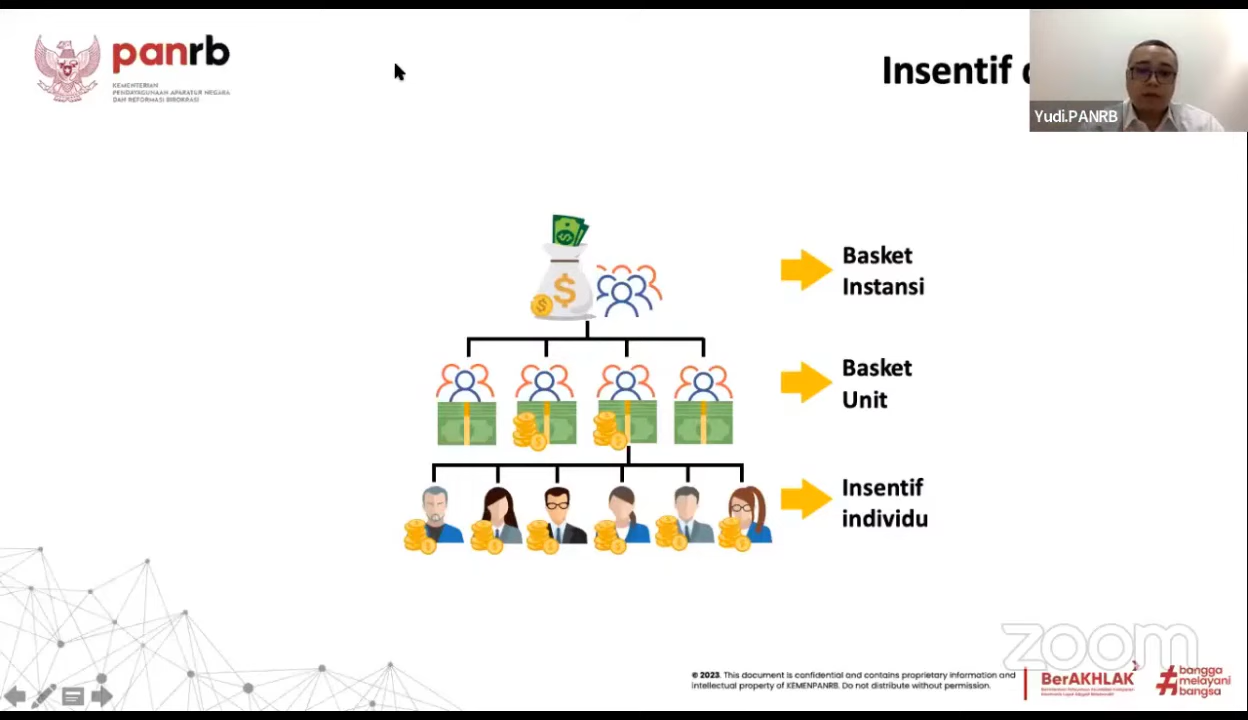 panrb
KEMENTERIAN
PENDAYAGUNAAN APARATUR NEGARA
DAN REFORMASI BIROKRASI
Insentif
Yudi.PANRB
Basket
Instansi
Basket
Unit
Insentif
individu
zoom
© 2023. This document is confidential and contains proprietary information and
intellectual property of KEMENPANRB. Do not distribute without permission.
BerAKHLAK
#bangga
melayani
bangsa